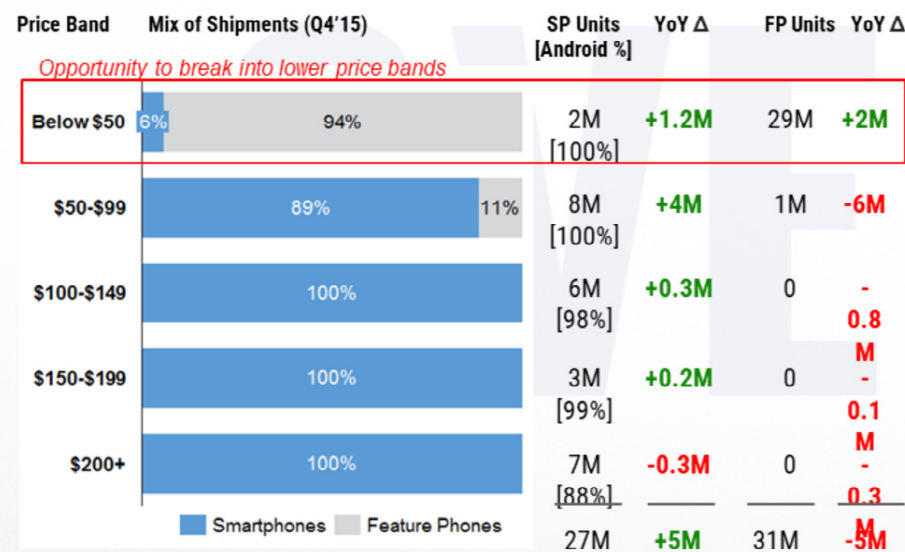 Price Band Mix of Shipments (Q4'15) SP Units YoY Δ FP Units YoY Δ
[Android %]
Opportunity to break into lower price bands
Below $50 6% 94% 2M +1.2M 29M +2M
[100%]
$50-$99 89% 11% 8M +4M 1M -6M
[100%]
$100-$149 100% 6M +0.3M 0 -
[98%] 0.8
M
$150-$199 100% 3M +0.2M 0 -
[99%] 0.1
M
$200+ 100% 7M -0.3M 0 -
[88%] 0.3
M
Smartphones Feature Phones
27M +5M 31M -5M